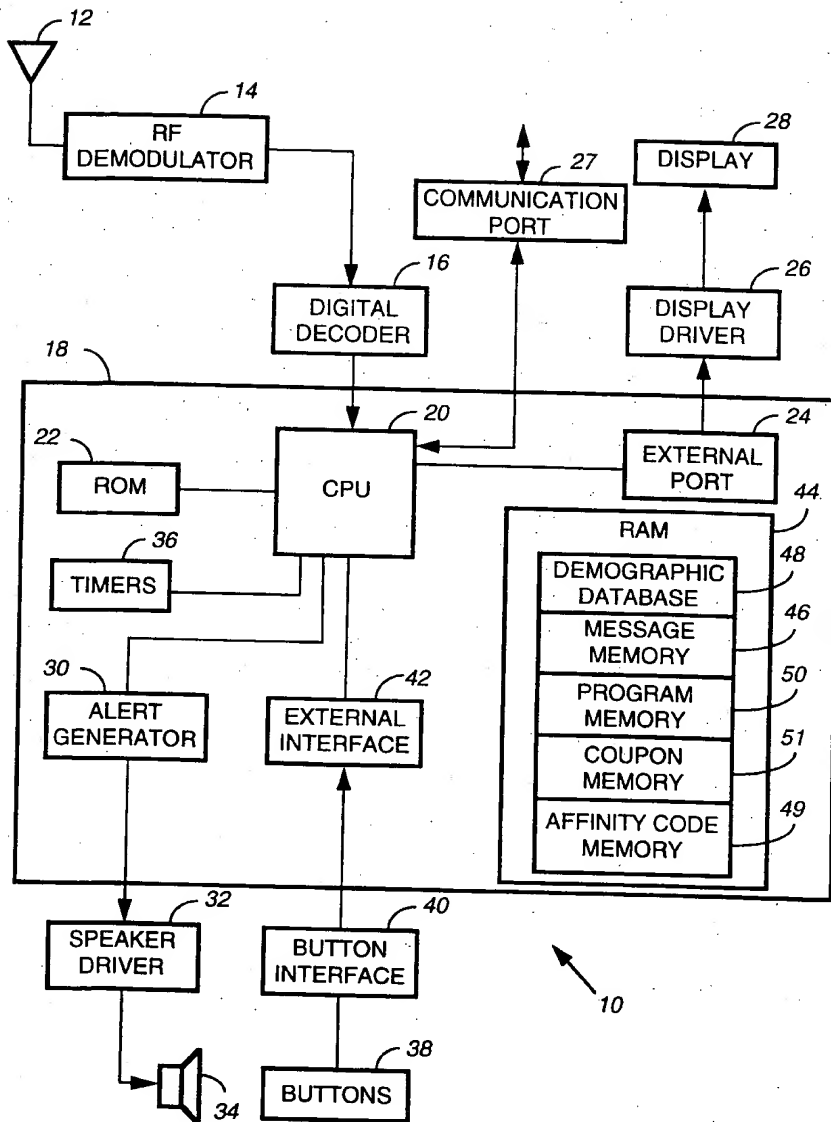 12
14
RF
DEMODULATOR
28
DISPLAY
27
COMMUNICATION
PORT
16
DIGITAL
DECODER
26
DISPLAY
DRIVER
18
20
CPU
22
ROM
24
EXTERNAL
PORT
36
TIMERS
44
RAM
DEMOGRAPHIC
DATABASE
48
MESSAGE
MEMORY
46
PROGRAM
MEMORY
50
COUPON
MEMORY
51
AFFINITY CODE
MEMORY
49
30
ALERT
GENERATOR
42
EXTERNAL
INTERFACE
32
SPEAKER
DRIVER
40
BUTTON
INTERFACE
10
34
38
BUTTONS